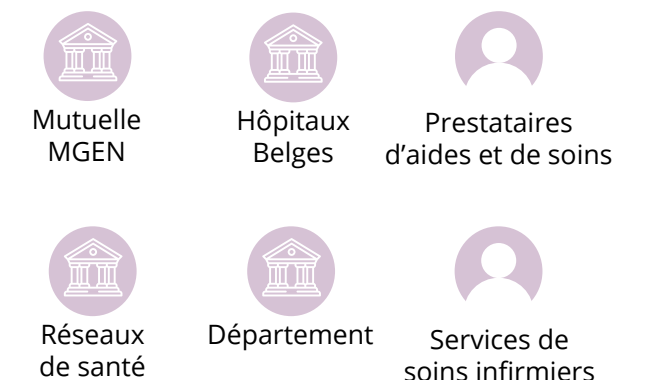 Mutuelle
MGEN
Hôpitaux
Belges
Prestataires
d'aides et de soins
Réseaux
de santé
Département
Services de
soins infirmiers